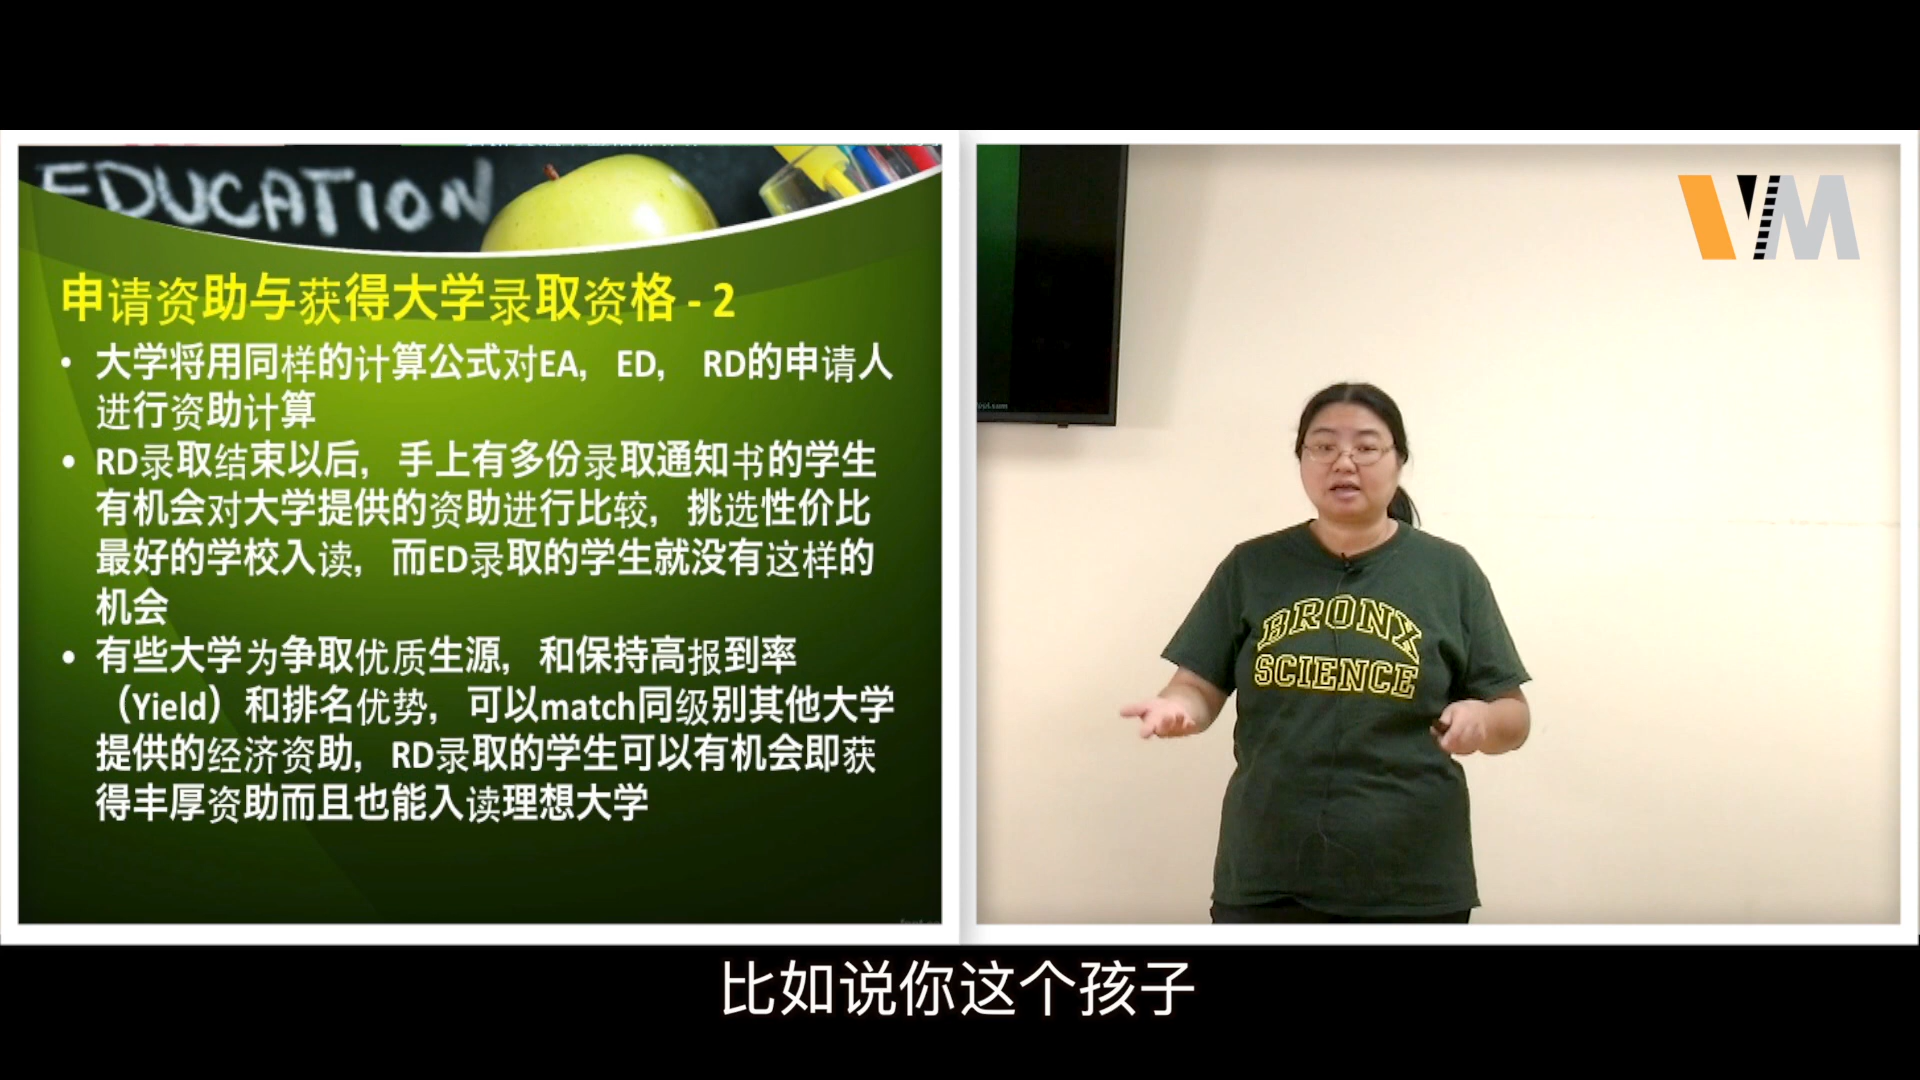 EDUCATION
申请资助与获得大学录取资格 - 2
• 大学将用同样的计算公式对EA，ED， RD的申请人
进行资助计算
• RD录取结束以后，手上有多份录取通知书的学生
有机会对大学提供的资助进行比较，挑选性价比
最好的学校入读，而ED录取的学生就没有这样的
机会
• 有些大学为争取优质生源，和保持高报到率
（Yield）和排名优势，可以match同级别其他大学
提供的经济资助，RD录取的学生可以有机会即获
得丰厚资助而且也能入读理想大学
VM
BRONX
SCIENCE
比如说你这个孩子